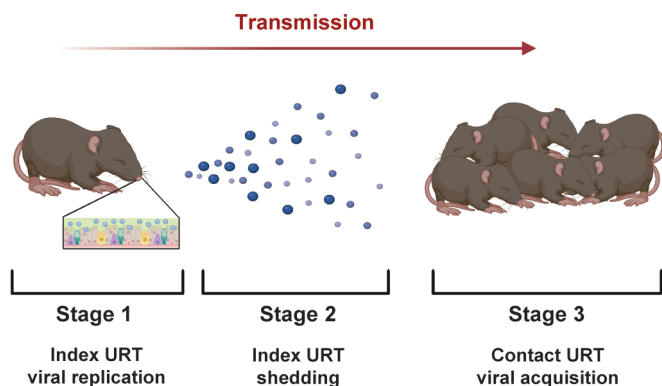 Transmission
Stage 1
Stage 2
Stage 3
Index URT
viral replication
Index URT
shedding
Contact URT
viral acquisition